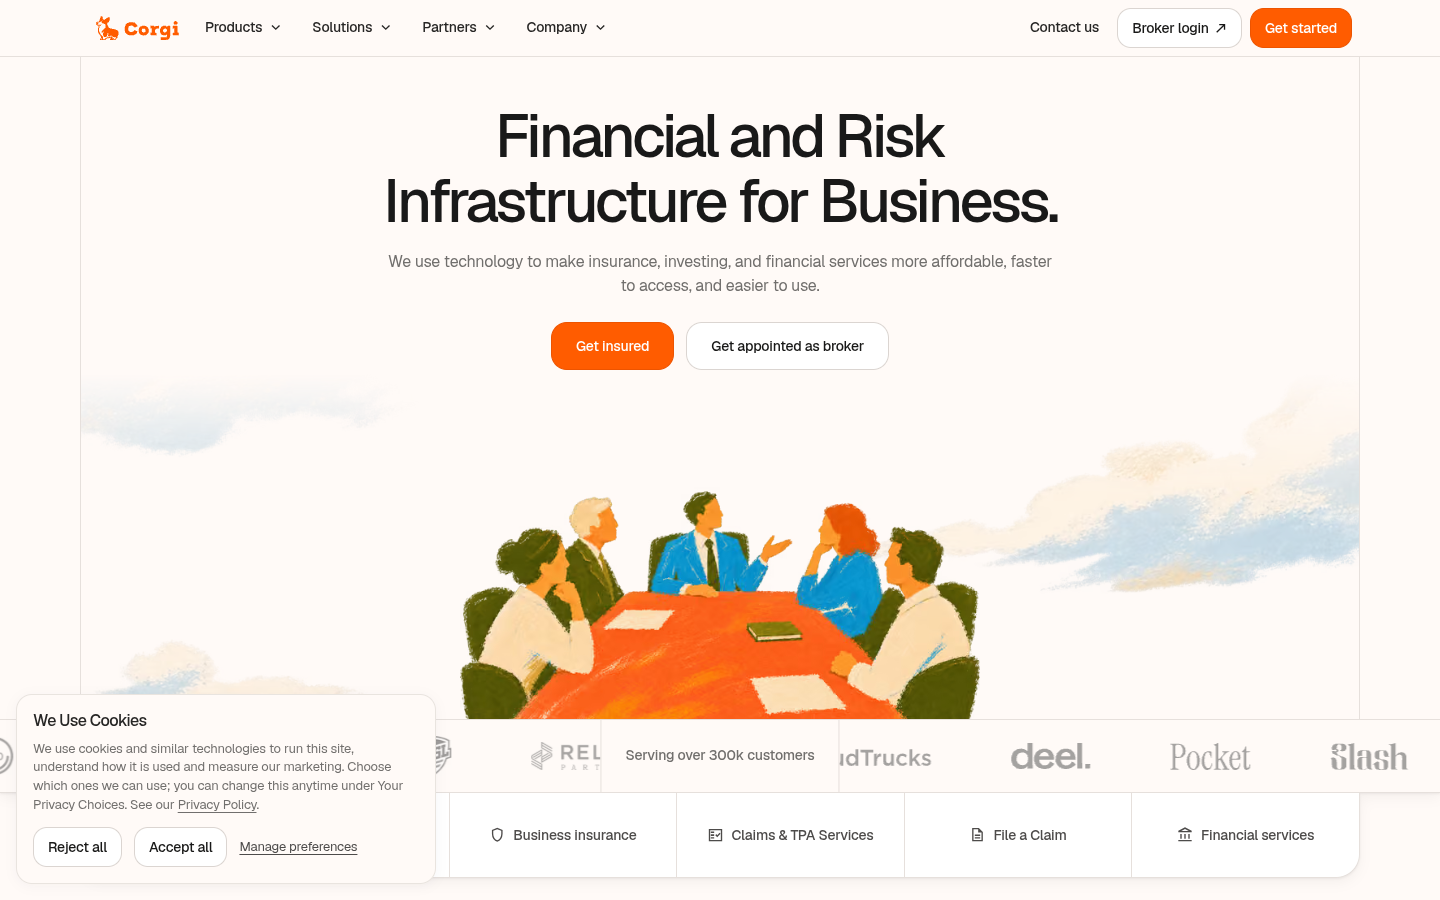 Corgi
Products
Solutions
Partners
Company
Contact us
Broker login
Get started
Financial and Risk
Infrastructure for Business.
We use technology to make insurance, investing, and financial services more affordable, faster
to access, and easier to use.
Get insured
Get appointed as broker
We Use Cookies
We use cookies and similar technologies to run this site,
understand how it is used and measure our marketing. Choose
which ones we can use; you can change this anytime under Your
Privacy Choices. See our Privacy Policy.
Reject all
Accept all
Manage preferences
REL
PART
Serving over 300k customers
udTrucks
deel.
Pocket
Slash
Business insurance
Claims & TPA Services
File a Claim
Financial services